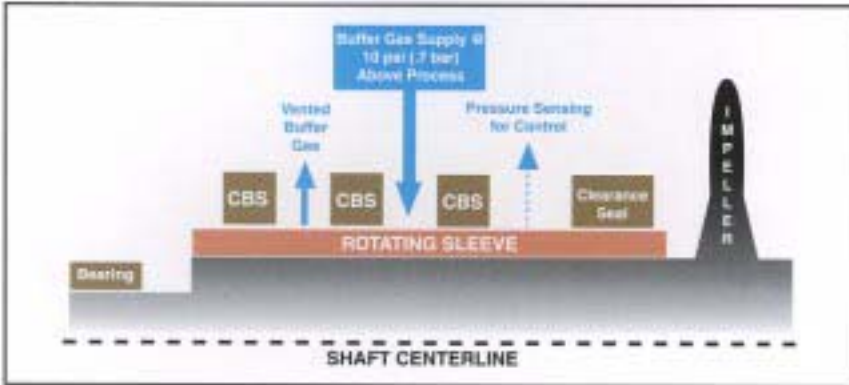 Buffer Gas Supply @
10 psi (.7 bar)
Above Process
Vented
Buffer
Gas
Pressure Sensing
for Control
IMPELLER
CBS
CBS
CBS
Clearance
Seal
ROTATING SLEEVE
Bearing
SHAFT CENTERLINE